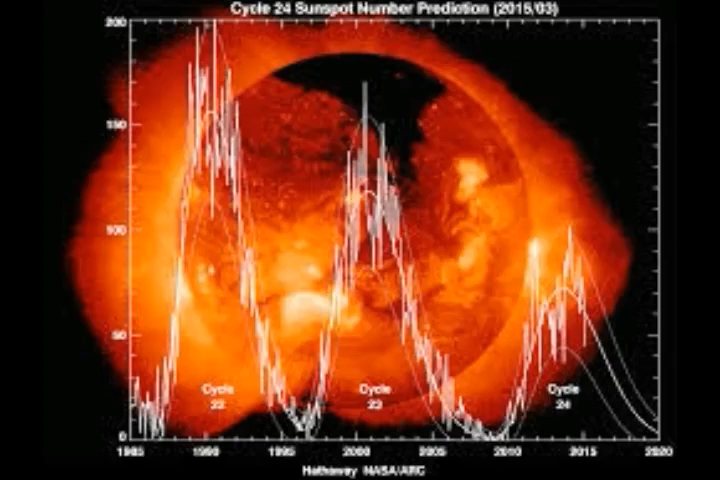 Cycle 24 Sunspot Number Prediction (2015/03)
200
150
100
50
0
Cycle
22
Cycle
23
Cycle
24
1985 1990 1995 2000 2005 2010 2015 2020
Hathaway NASA/ARC